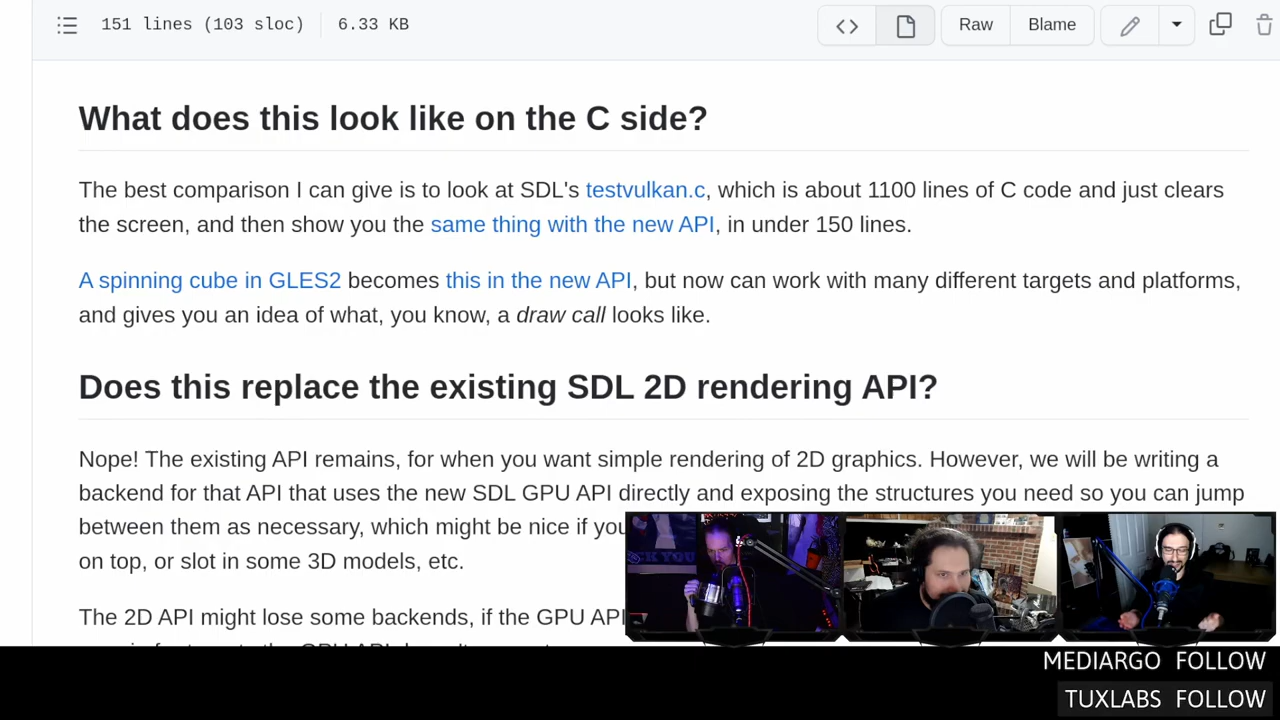 151 lines (103 sloc) 6.33 KB
Raw Blame
What does this look like on the C side?
The best comparison I can give is to look at SDL's testvulkan.c, which is about 1100 lines of C code and just clears
the screen, and then show you the same thing with the new API, in under 150 lines.
A spinning cube in GLES2 becomes this in the new API, but now can work with many different targets and platforms,
and gives you an idea of what, you know, a draw call looks like.
Does this replace the existing SDL 2D rendering API?
Nope! The existing API remains, for when you want simple rendering of 2D graphics. However, we will be writing a
backend for that API that uses the new SDL GPU API directly and exposing the structures you need so you can jump
between them as necessary, which might be nice if you
on top, or slot in some 3D models, etc.
The 2D API might lose some backends, if the GPU API
MEDIARGO FOLLOW
TUXLABS FOLLOW